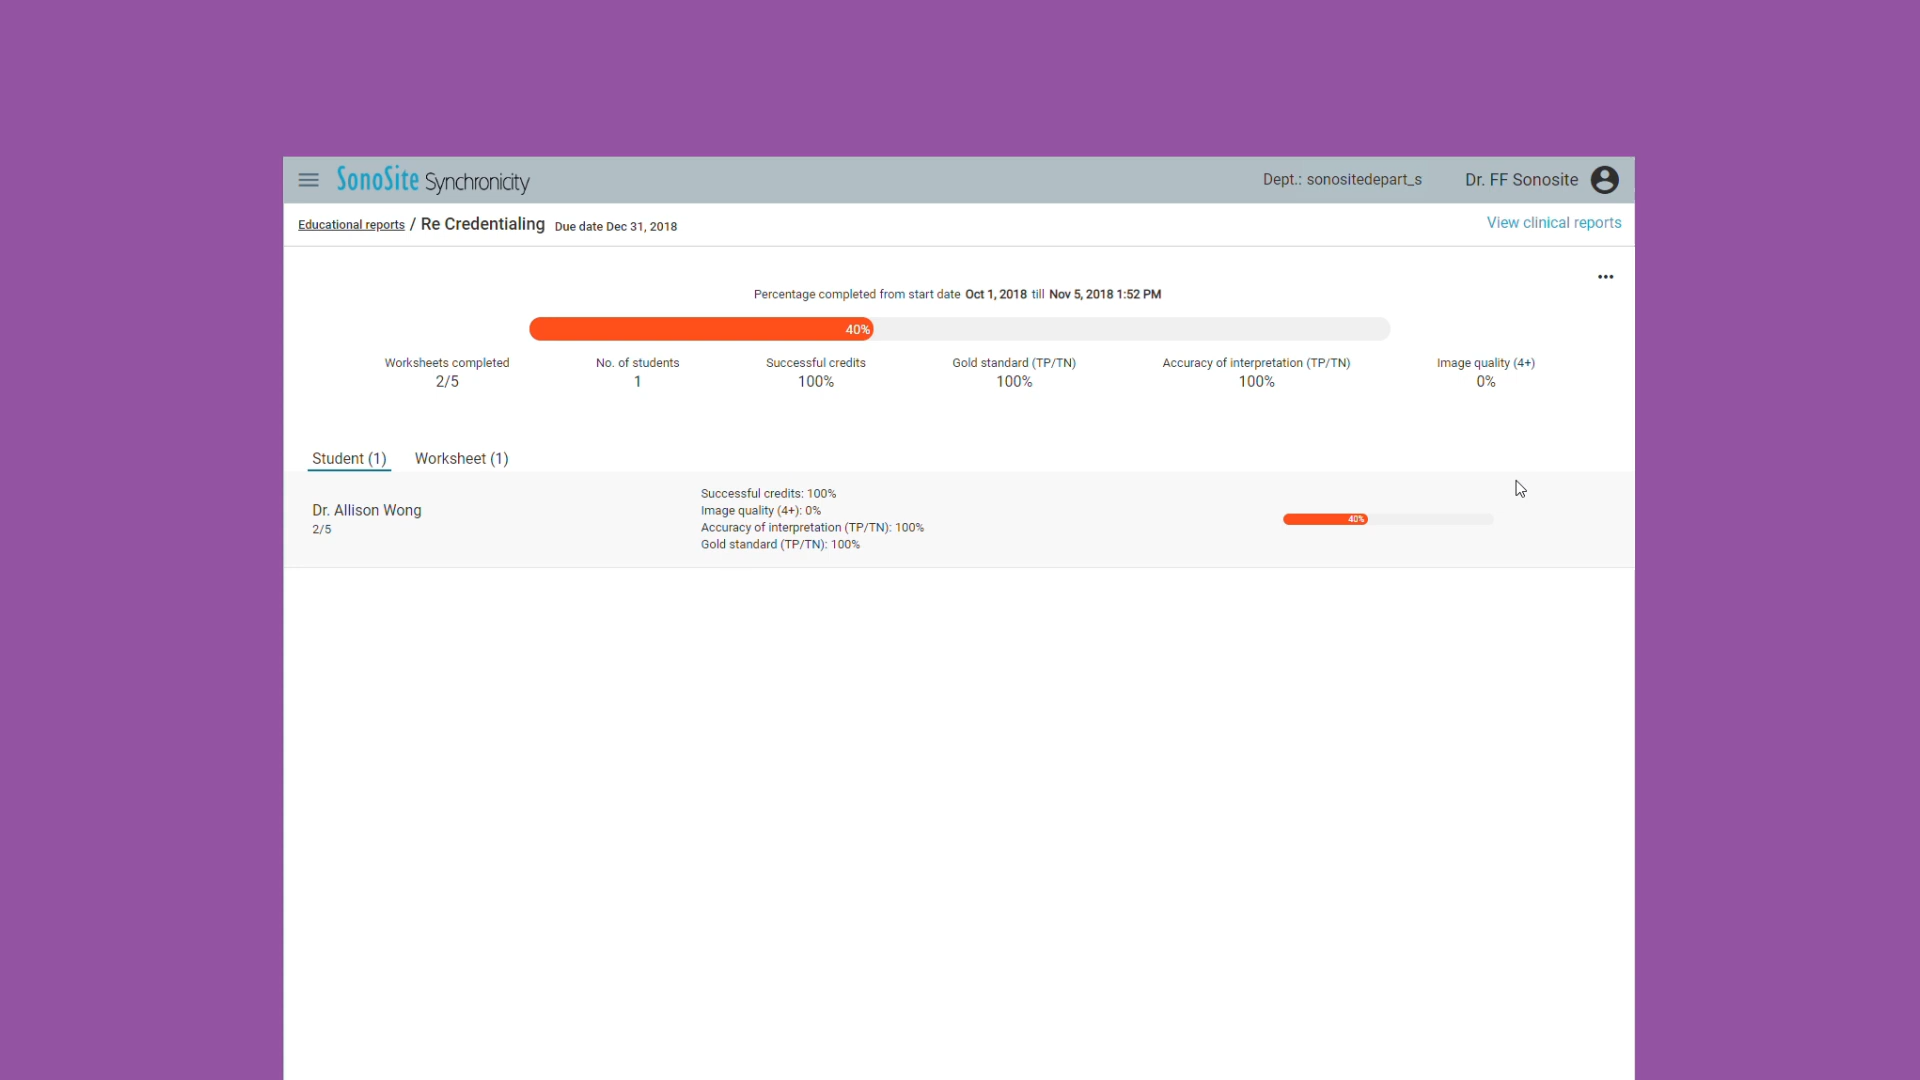 SonoSite Synchronicity
Dept.: sonositedepart_s
Dr. FF Sonosite
Educational reports / Re Credentialing Due date Dec 31, 2018
View clinical reports
Percentage completed from start date Oct 1, 2018 till Nov 5, 2018 1:52 PM
40%
Worksheets completed
2/5
No. of students
1
Successful credits
100%
Gold standard (TP/TN)
100%
Accuracy of interpretation (TP/TN)
100%
Image quality (4+)
0%
Student (1)
Worksheet (1)
Dr. Allison Wong
2/5
Successful credits: 100%
Image quality (4+): 0%
Accuracy of interpretation (TP/TN): 100%
Gold standard (TP/TN): 100%
40%